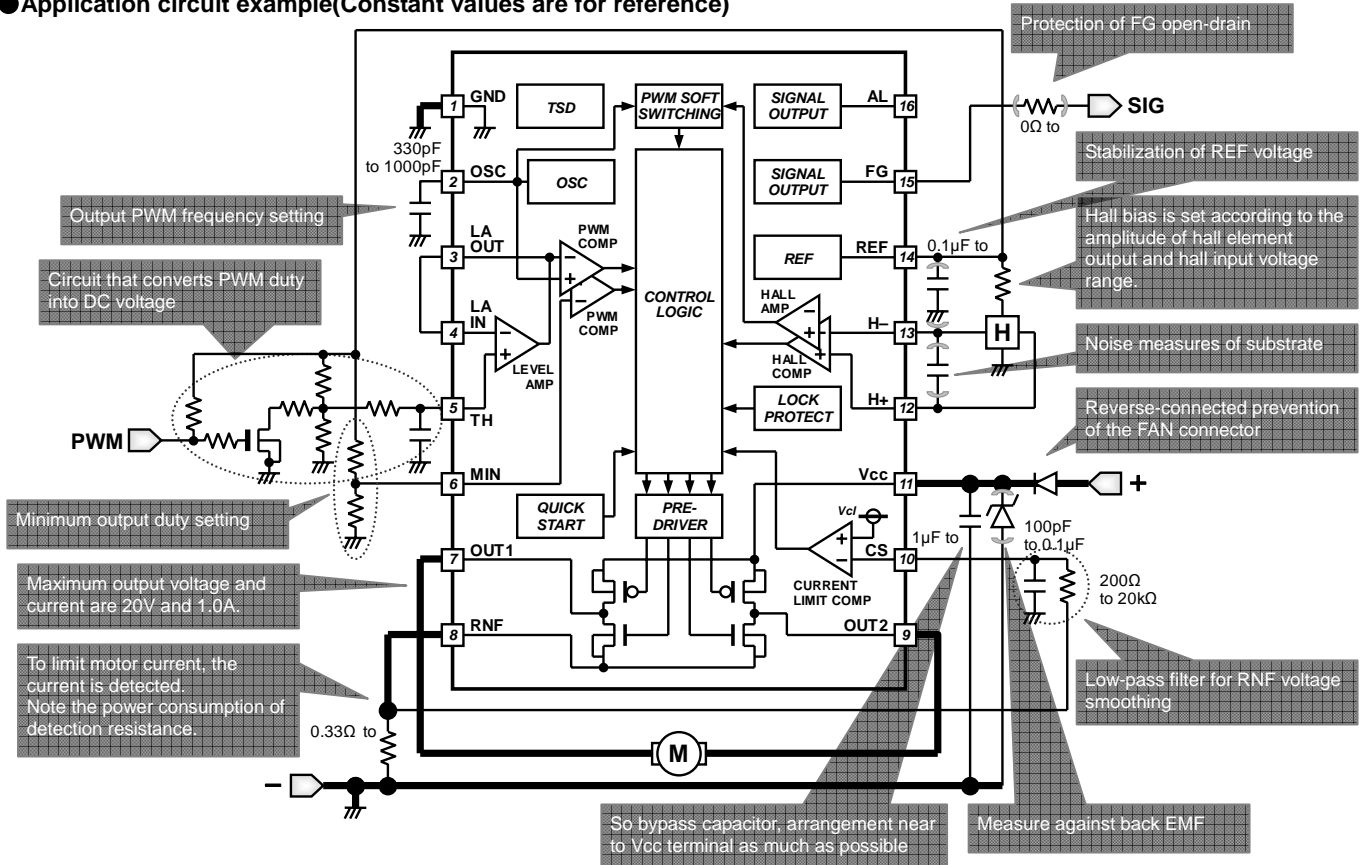 ●Application circuit example(Constant values are for reference)
Protection of FG open-drain
1
GND
TSD
PWM SOFT
SWITCHING
SIGNAL
OUTPUT
AL
16
SIG
0Ω to
330pF
to 1000pF
2
OSC
OSC
SIGNAL
OUTPUT
FG
15
Stabilization of REF voltage
Output PWM frequency setting
Hall bias is set according to the
amplitude of hall element
output and hall input voltage
range.
LA
OUT
3
PWM
COMP
REF
REF
14
0.1µF to
Circuit that converts PWM duty
into DC voltage
LA
IN
4
PWM
COMP
CONTROL
LOGIC
HALL
AMP
H–
13
H
LEVEL
AMP
HALL
COMP
Noise measures of substrate
5
TH
LOCK
PROTECT
H+
12
Reverse-connected prevention
of the FAN connector
PWM
6
MIN
Vcc
11
+
Minimum output duty setting
QUICK
START
PRE-
DRIVER
Vcl
1µF to
100pF
to 0.1µF
CS
10
7
OUT1
CURRENT
LIMIT COMP
200Ω
to 20kΩ
Maximum output voltage and
current are 20V and 1.0A.
8
RNF
OUT2
9
To limit motor current, the
current is detected.
Note the power consumption of
detection resistance.
Low-pass filter for RNF voltage
smoothing
0.33Ω to
M
–
So bypass capacitor, arrangement near
to Vcc terminal as much as possible
Measure against back EMF